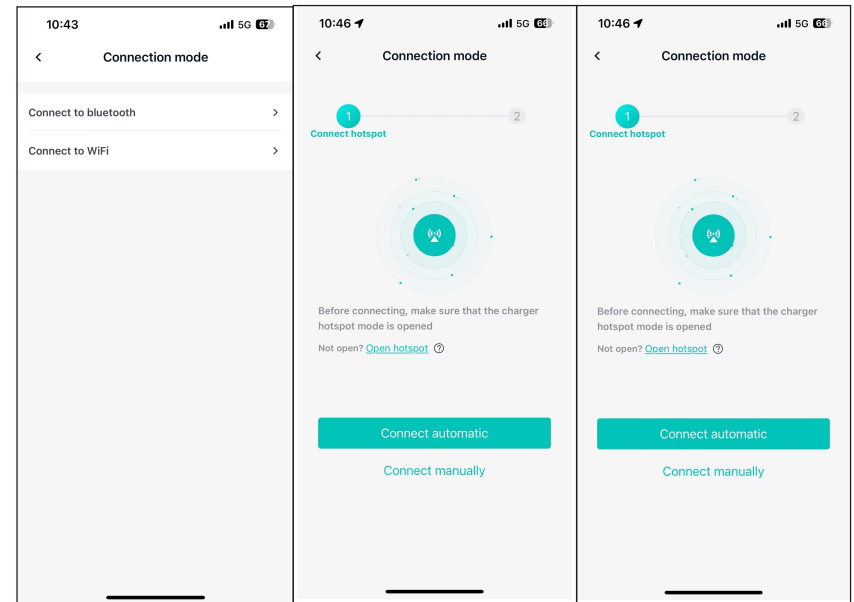 10:43
5G 67
Connection mode
Connect to bluetooth
Connect to WiFi
10:46
5G 66
Connection mode
1
2
Connect hotspot
Before connecting, make sure that the charger
hotspot mode is opened
Not open? Open hotspot
Connect automatic
Connect manually
10:46
5G 66
Connection mode
1
2
Connect hotspot
Before connecting, make sure that the charger
hotspot mode is opened
Not open? Open hotspot
Connect automatic
Connect manually